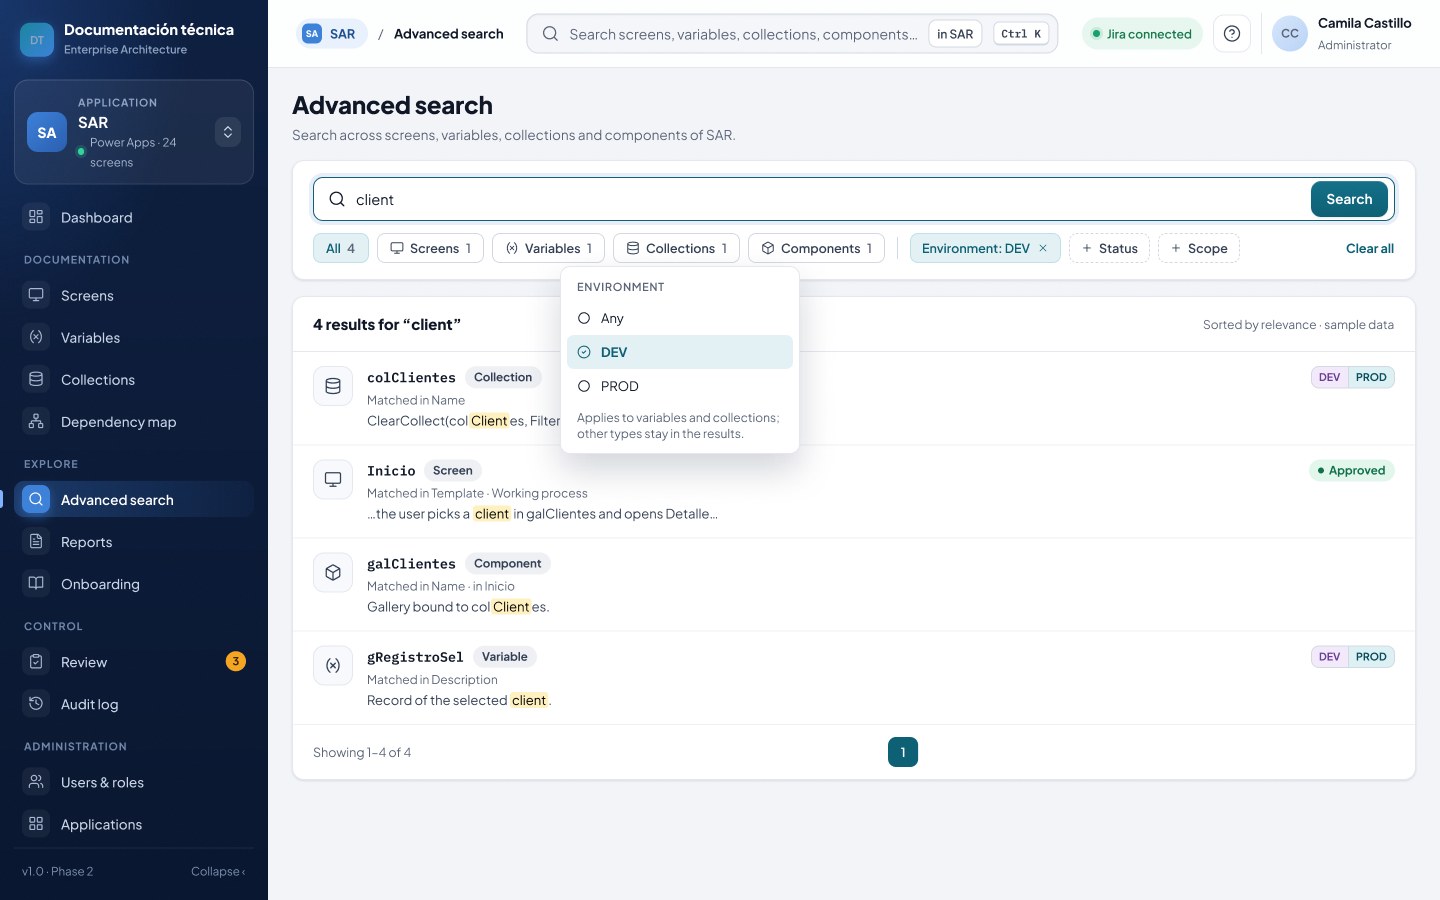 DT
Documentación técnica
Enterprise Architecture
APPLICATION
SA
SAR
Power Apps · 24
screens
Dashboard
DOCUMENTATION
Screens
Variables
Collections
Dependency map
EXPLORE
Advanced search
Reports
Onboarding
CONTROL
Review 3
Audit log
ADMINISTRATION
Users & roles
Applications
v1.0 · Phase 2 Collapse ‹
SA SAR / Advanced search
Search screens, variables, collections, components… in SAR Ctrl K
Jira connected
CC
Camila Castillo
Administrator
Advanced search
Search across screens, variables, collections and components of SAR.
client Search
All 4 Screens 1 Variables 1 Collections 1 Components 1 Environment: DEV × + Status + Scope Clear all
ENVIRONMENT
Any
DEV
PROD
Applies to variables and collections;
other types stay in the results.
4 results for “client” Sorted by relevance · sample data
colClientes Collection DEV PROD
Matched in Name
ClearCollect(colClientes, Filter
Inicio Screen Approved
Matched in Template · Working process
…the user picks a client in galClientes and opens Detalle…
galClientes Component
Matched in Name · in Inicio
Gallery bound to colClientes.
gRegistroSel Variable DEV PROD
Matched in Description
Record of the selected client.
Showing 1–4 of 4 1